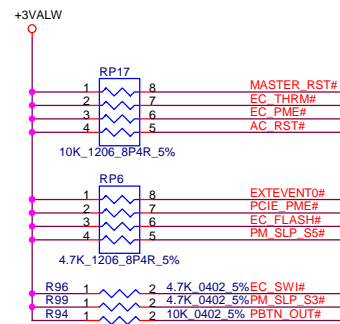 +3VALW
RP17
1 8 MASTER_RST#
2 7 EC_THRM#
3 6 EC_PME#
4 5 AC_RST#
10K_1206_8P4R_5%
RP6
1 8 EXTEVENT0#
2 7 PCIE_PME#
3 6 EC_FLASH#
4 5 PM_SLP_S5#
4.7K_1206_8P4R_5%
R96 1 2 4.7K_0402_5% EC_SWI#
R99 1 2 4.7K_0402_5% PM_SLP_S3#
R94 1 2 10K_0402_5% PBTN_OUT#